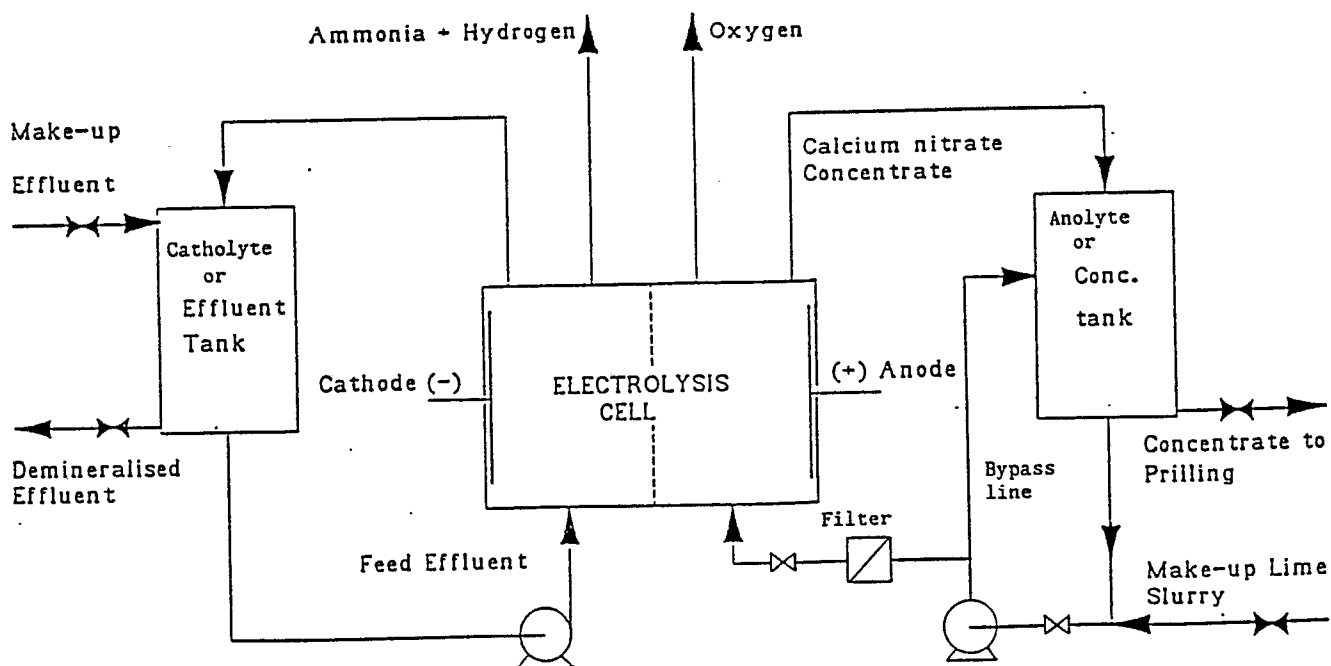 Ammonia + Hydrogen
Oxygen
Make-up
Effluent
Calcium nitrate
Concentrate
Catholyte
or
Effluent
Tank
Anolyte
or
Conc.
tank
Cathode (-)
ELECTROLYSIS
CELL
(+) Anode
Demineralised
Effluent
Concentrate to
Prilling
Bypass
line
Filter
Feed Effluent
Make-up Lime
Slurry